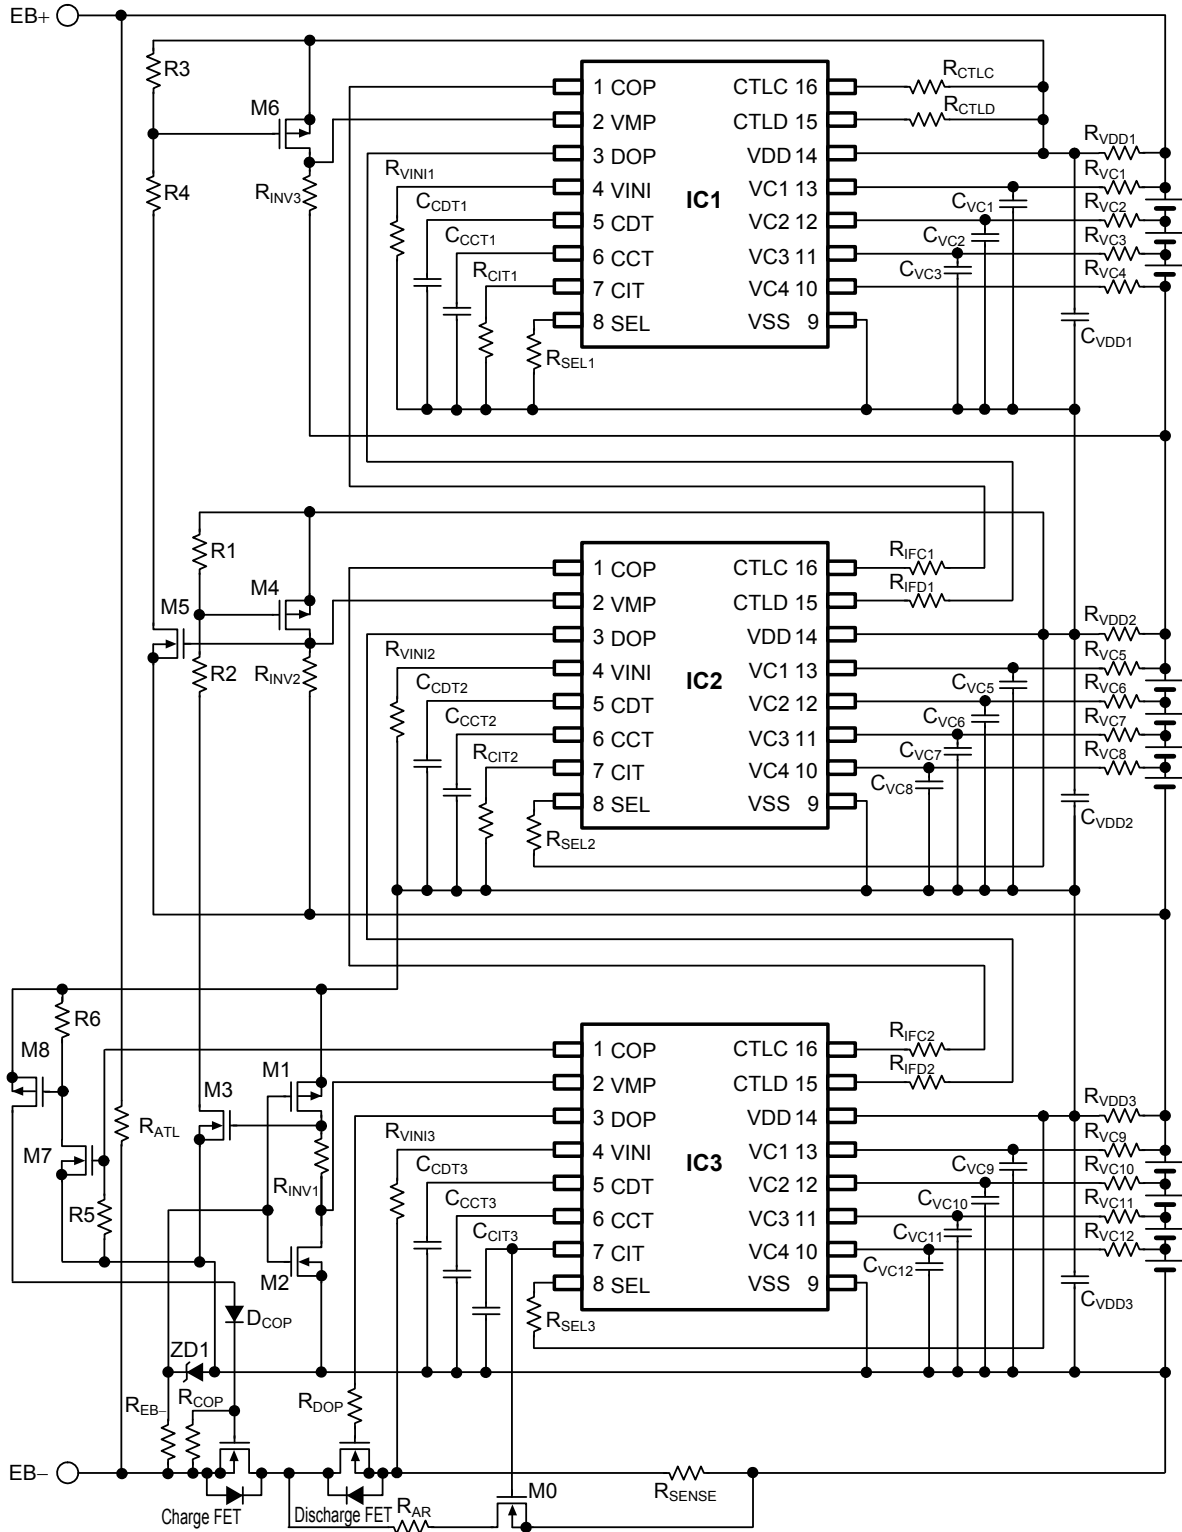 EB+
R3
M6
R4
RINV3
RVINI1
CCDT1
CCCT1
RCIT1
RSEL1
1 COP
2 VMP
3 DOP
4 VINI
5 CDT
6 CCT
7 CIT
8 SEL
IC1
CTLC 16
CTLD 15
VDD 14
VC1 13
VC2 12
VC3 11
VC4 10
VSS 9
RCTLC
RCTLD
RVDD1
RVC1
RVC2
RVC3
RVC4
CVC1
CVC2
CVC3
CVDD1
R1
M5
M4
R2
RINV2
RVINI2
CCDT2
CCCT2
RCIT2
RSEL2
1 COP
2 VMP
3 DOP
4 VINI
5 CDT
6 CCT
7 CIT
8 SEL
IC2
CTLC 16
CTLD 15
VDD 14
VC1 13
VC2 12
VC3 11
VC4 10
VSS 9
RIFC1
RIFD1
RVDD2
RVC5
RVC6
RVC7
RVC8
CVC5
CVC6
CVC7
CVC8
CVDD2
R6
M8
M1
M3
RATL
M7
R5
RINV1
M2
DCOP
ZD1
RVINI3
CCDT3
CCCT3
CCIT3
RSEL3
1 COP
2 VMP
3 DOP
4 VINI
5 CDT
6 CCT
7 CIT
8 SEL
IC3
CTLC 16
CTLD 15
VDD 14
VC1 13
VC2 12
VC3 11
VC4 10
VSS 9
RIFC2
RIFD2
RVDD3
RVC9
RVC10
RVC11
RVC12
CVC9
CVC10
CVC11
CVC12
CVDD3
REB−
RCOP
RDOP
EB−
Charge FET
Discharge FET
RAR
M0
RSENSE